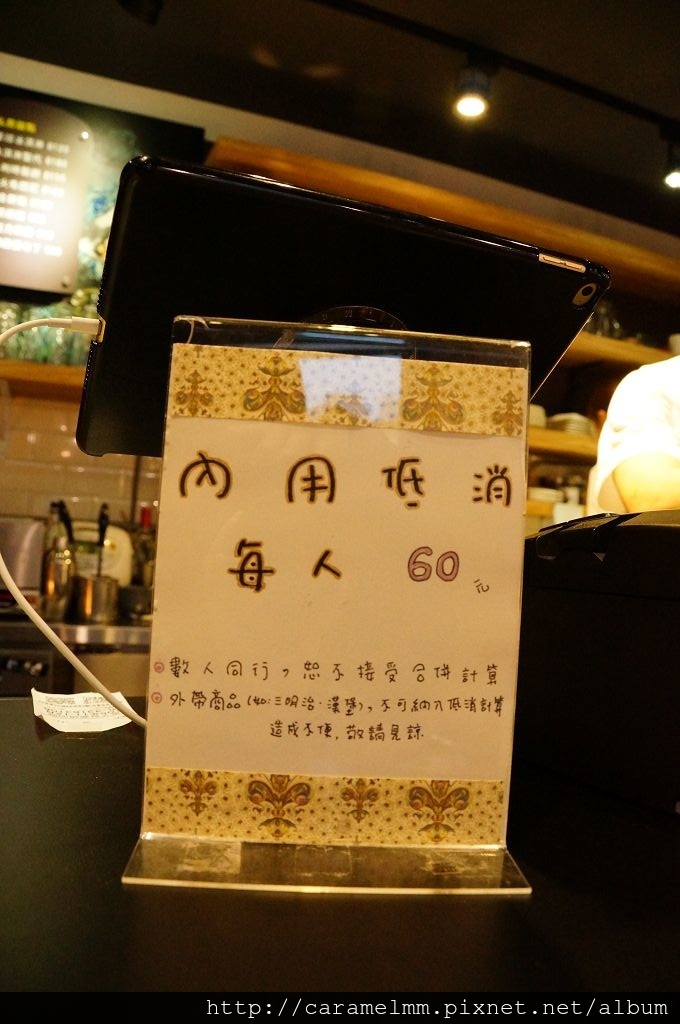 內用低消
每人 60元
數人同行，恕不接受合併計算
外帶商品(如:三明治、漢堡)，不可納入低消計算
造成不便，敬請見諒
http://caramelmm.pixnet.net/album